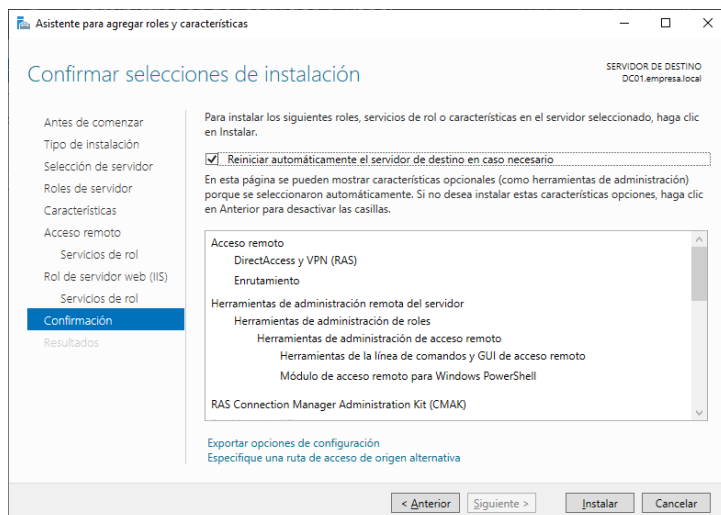 Asistente para agregar roles y características
Confirmar selecciones de instalación
SERVIDOR DE DESTINO
DC01.empresa.local
Antes de comenzar
Tipo de instalación
Selección de servidor
Roles de servidor
Características
Acceso remoto
Servicios de rol
Rol de servidor web (IIS)
Servicios de rol
Confirmación
Resultados
Para instalar los siguientes roles, servicios de rol o características en el servidor seleccionado, haga clic
en Instalar.
Reiniciar automáticamente el servidor de destino en caso necesario
En esta página se pueden mostrar características opcionales (como herramientas de administración)
porque se seleccionaron automáticamente. Si no desea instalar estas características opciones, haga clic
en Anterior para desactivar las casillas.
Acceso remoto
DirectAccess y VPN (RAS)
Enrutamiento
Herramientas de administración remota del servidor
Herramientas de administración de roles
Herramientas de administración de acceso remoto
Herramientas de la línea de comandos y GUI de acceso remoto
Módulo de acceso remoto para Windows PowerShell
RAS Connection Manager Administration Kit (CMAK)
Exportar opciones de configuración
Especifique una ruta de acceso de origen alternativa
< Anterior
Siguiente >
Instalar
Cancelar